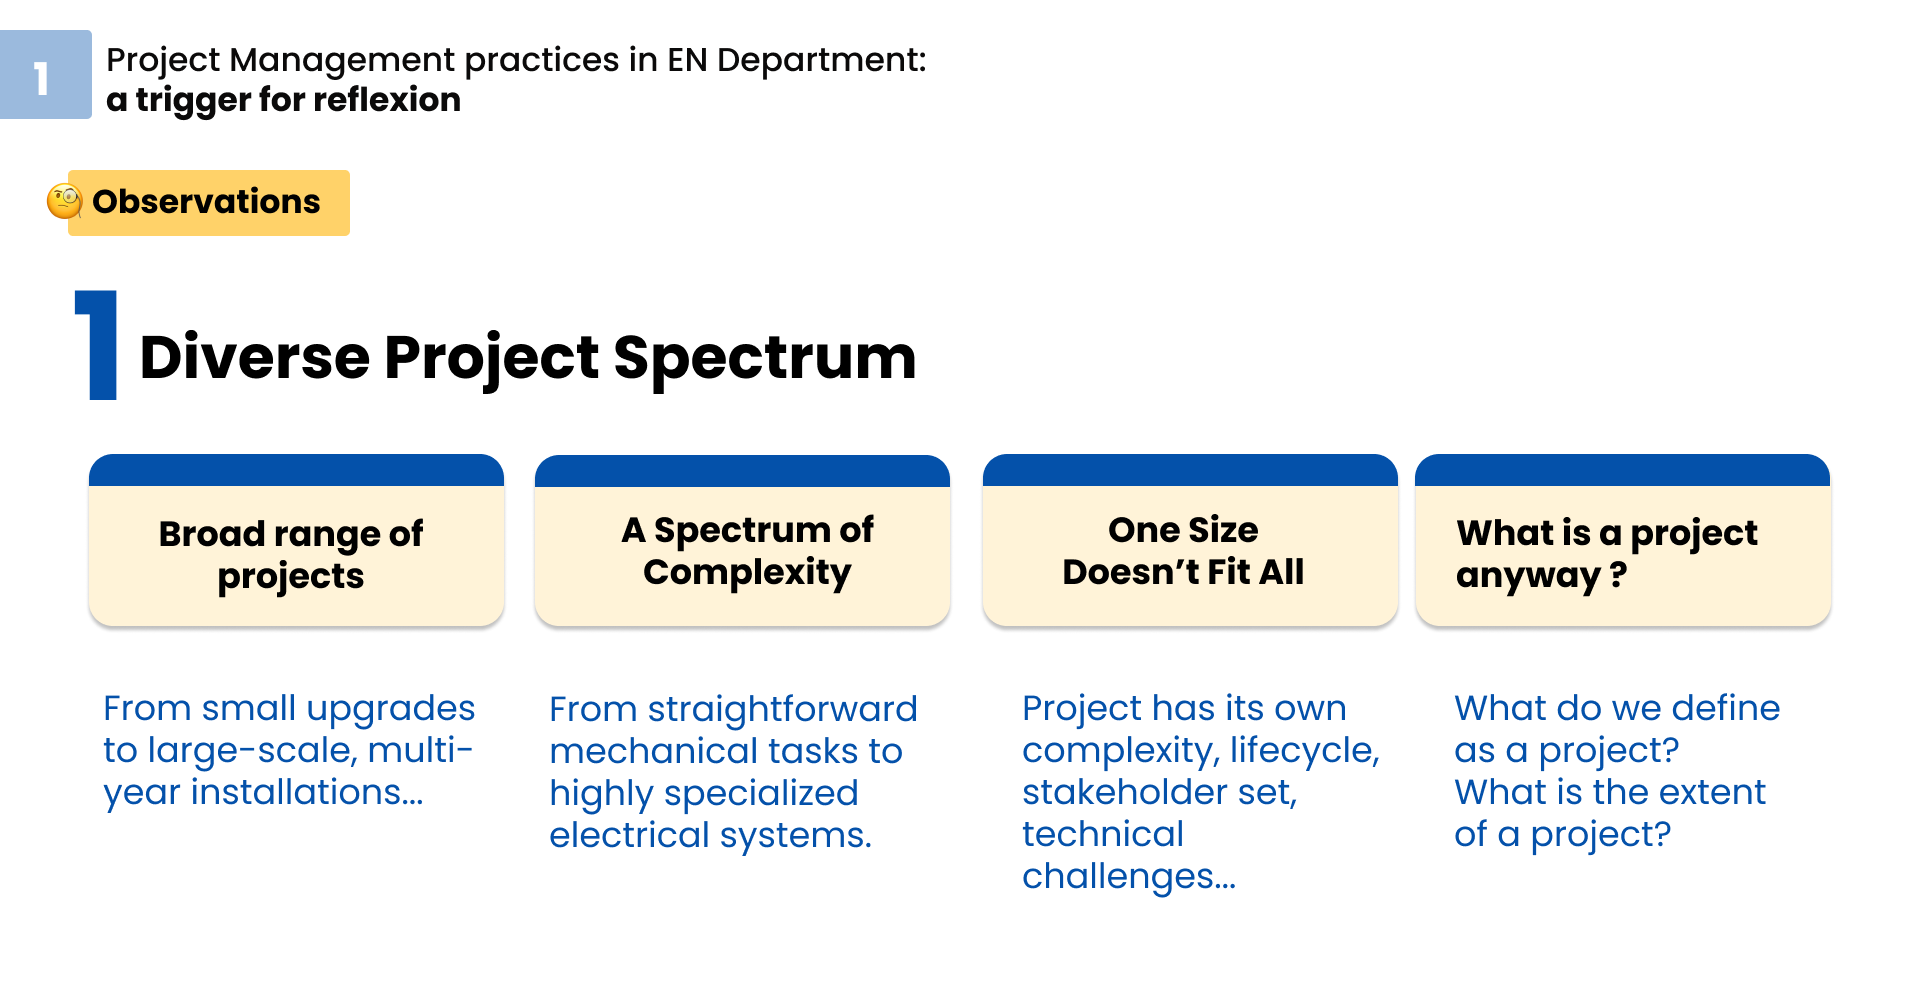 1
Project Management practices in EN Department:
a trigger for reflexion
Observations
1
Diverse Project Spectrum
Broad range of
projects
From small upgrades
to large-scale, multi-
year installations...
A Spectrum of
Complexity
From straightforward
mechanical tasks to
highly specialized
electrical systems.
One Size
Doesn’t Fit All
Project has its own
complexity, lifecycle,
stakeholder set,
technical
challenges...
What is a project
anyway ?
What do we define
as a project?
What is the extent
of a project?